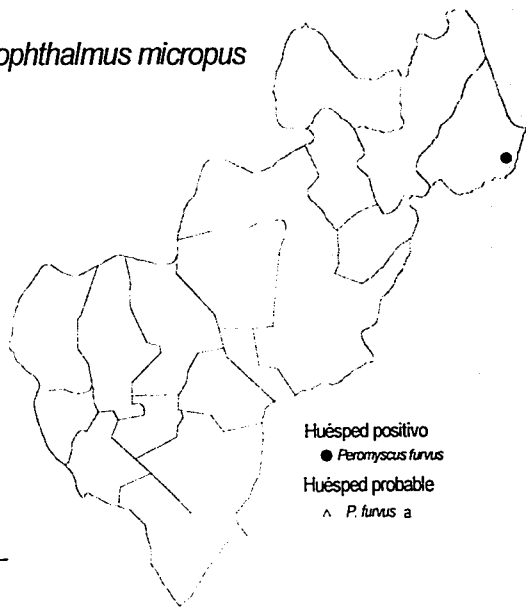 ophthalmus micropus
Huésped positivo
● Peromyscus furvus
Huésped probable
^ P. furvus a